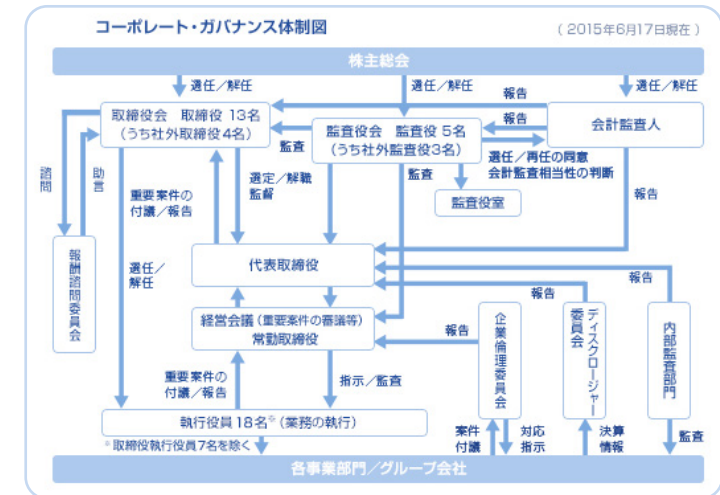 コーポレート・ガバナンス体制図
（2015年6月17日現在）
株主総会
選任／解任
選任／解任
選任／解任
報告
取締役会 取締役 13名
（うち社外取締役4名）
監査役会 監査役 5名
（うち社外監査役3名）
会計監査人
報告
監査
選任／再任の同意
会計監査相当性の判断
諮問
助言
重要案件の
付議／報告
選定／解職
監督
監査
監査役室
報告
報酬諮問委員会
選任／
解任
代表取締役
報告
報告
経営会議（重要案件の審議等）
常勤取締役
報告
企業倫理委員会
ディスクロージャー
委員会
内部監査部門
重要案件の
付議／報告
指示／監査
執行役員18名※（業務の執行）
※取締役執行役員7名を除く
案件
付議
対応
指示
決算
情報
監査
各事業部門／グループ会社